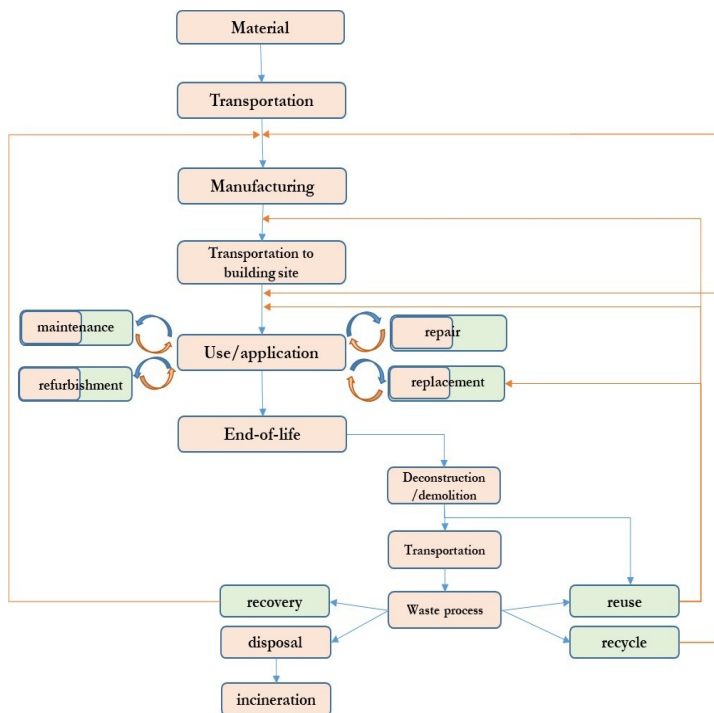 Material
Transportation
Manufacturing
Transportation to
building site
maintenance
repair
Use/application
refurbishment
replacement
End-of-life
Deconstruction
/demolition
Transportation
recovery
Waste process
reuse
disposal
recycle
incineration